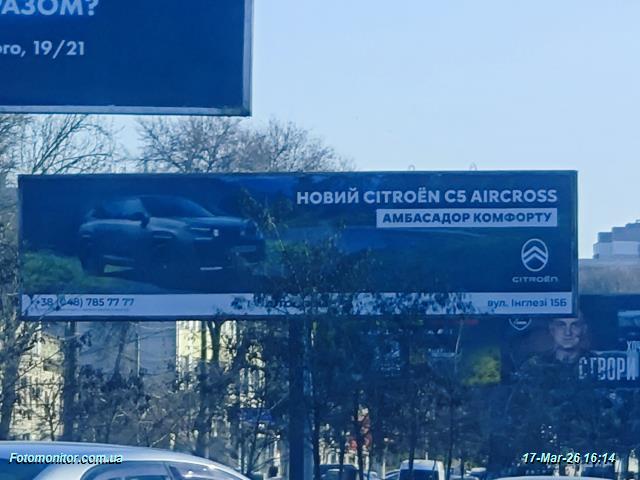 АЗОМ?
ого, 19/21
НОВИЙ CITROËN C5 AIRCROSS
АМБАСАДОР КОМФОРТУ
CITROËN
+38 (048) 785 77 77
вул. Інглезі 15Б
СТВОРИ
Fotomonitor.com.ua
17-Mar-26 16:14